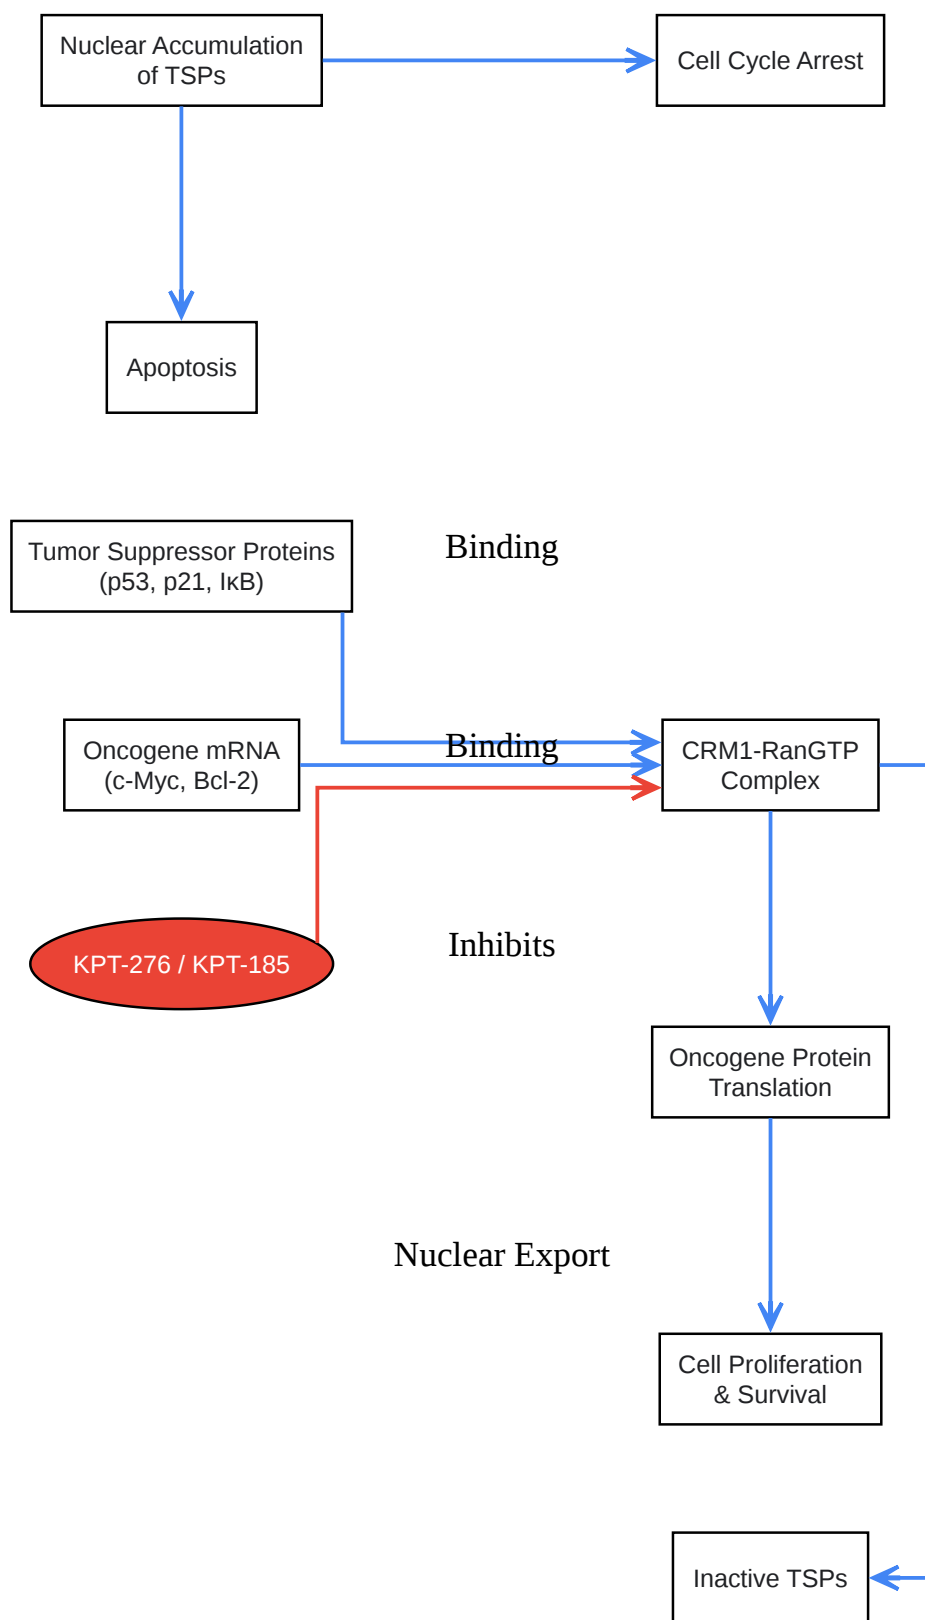 Nuclear Accumulation
of TSPs
Cell Cycle Arrest
Apoptosis
Tumor Suppressor Proteins
(p53, p21, IκB)
Binding
Oncogene mRNA
(c-Myc, Bcl-2)
Binding
CRM1-RanGTP
Complex
KPT-276 / KPT-185
Inhibits
Oncogene Protein
Translation
Nuclear Export
Cell Proliferation
& Survival
Inactive TSPs